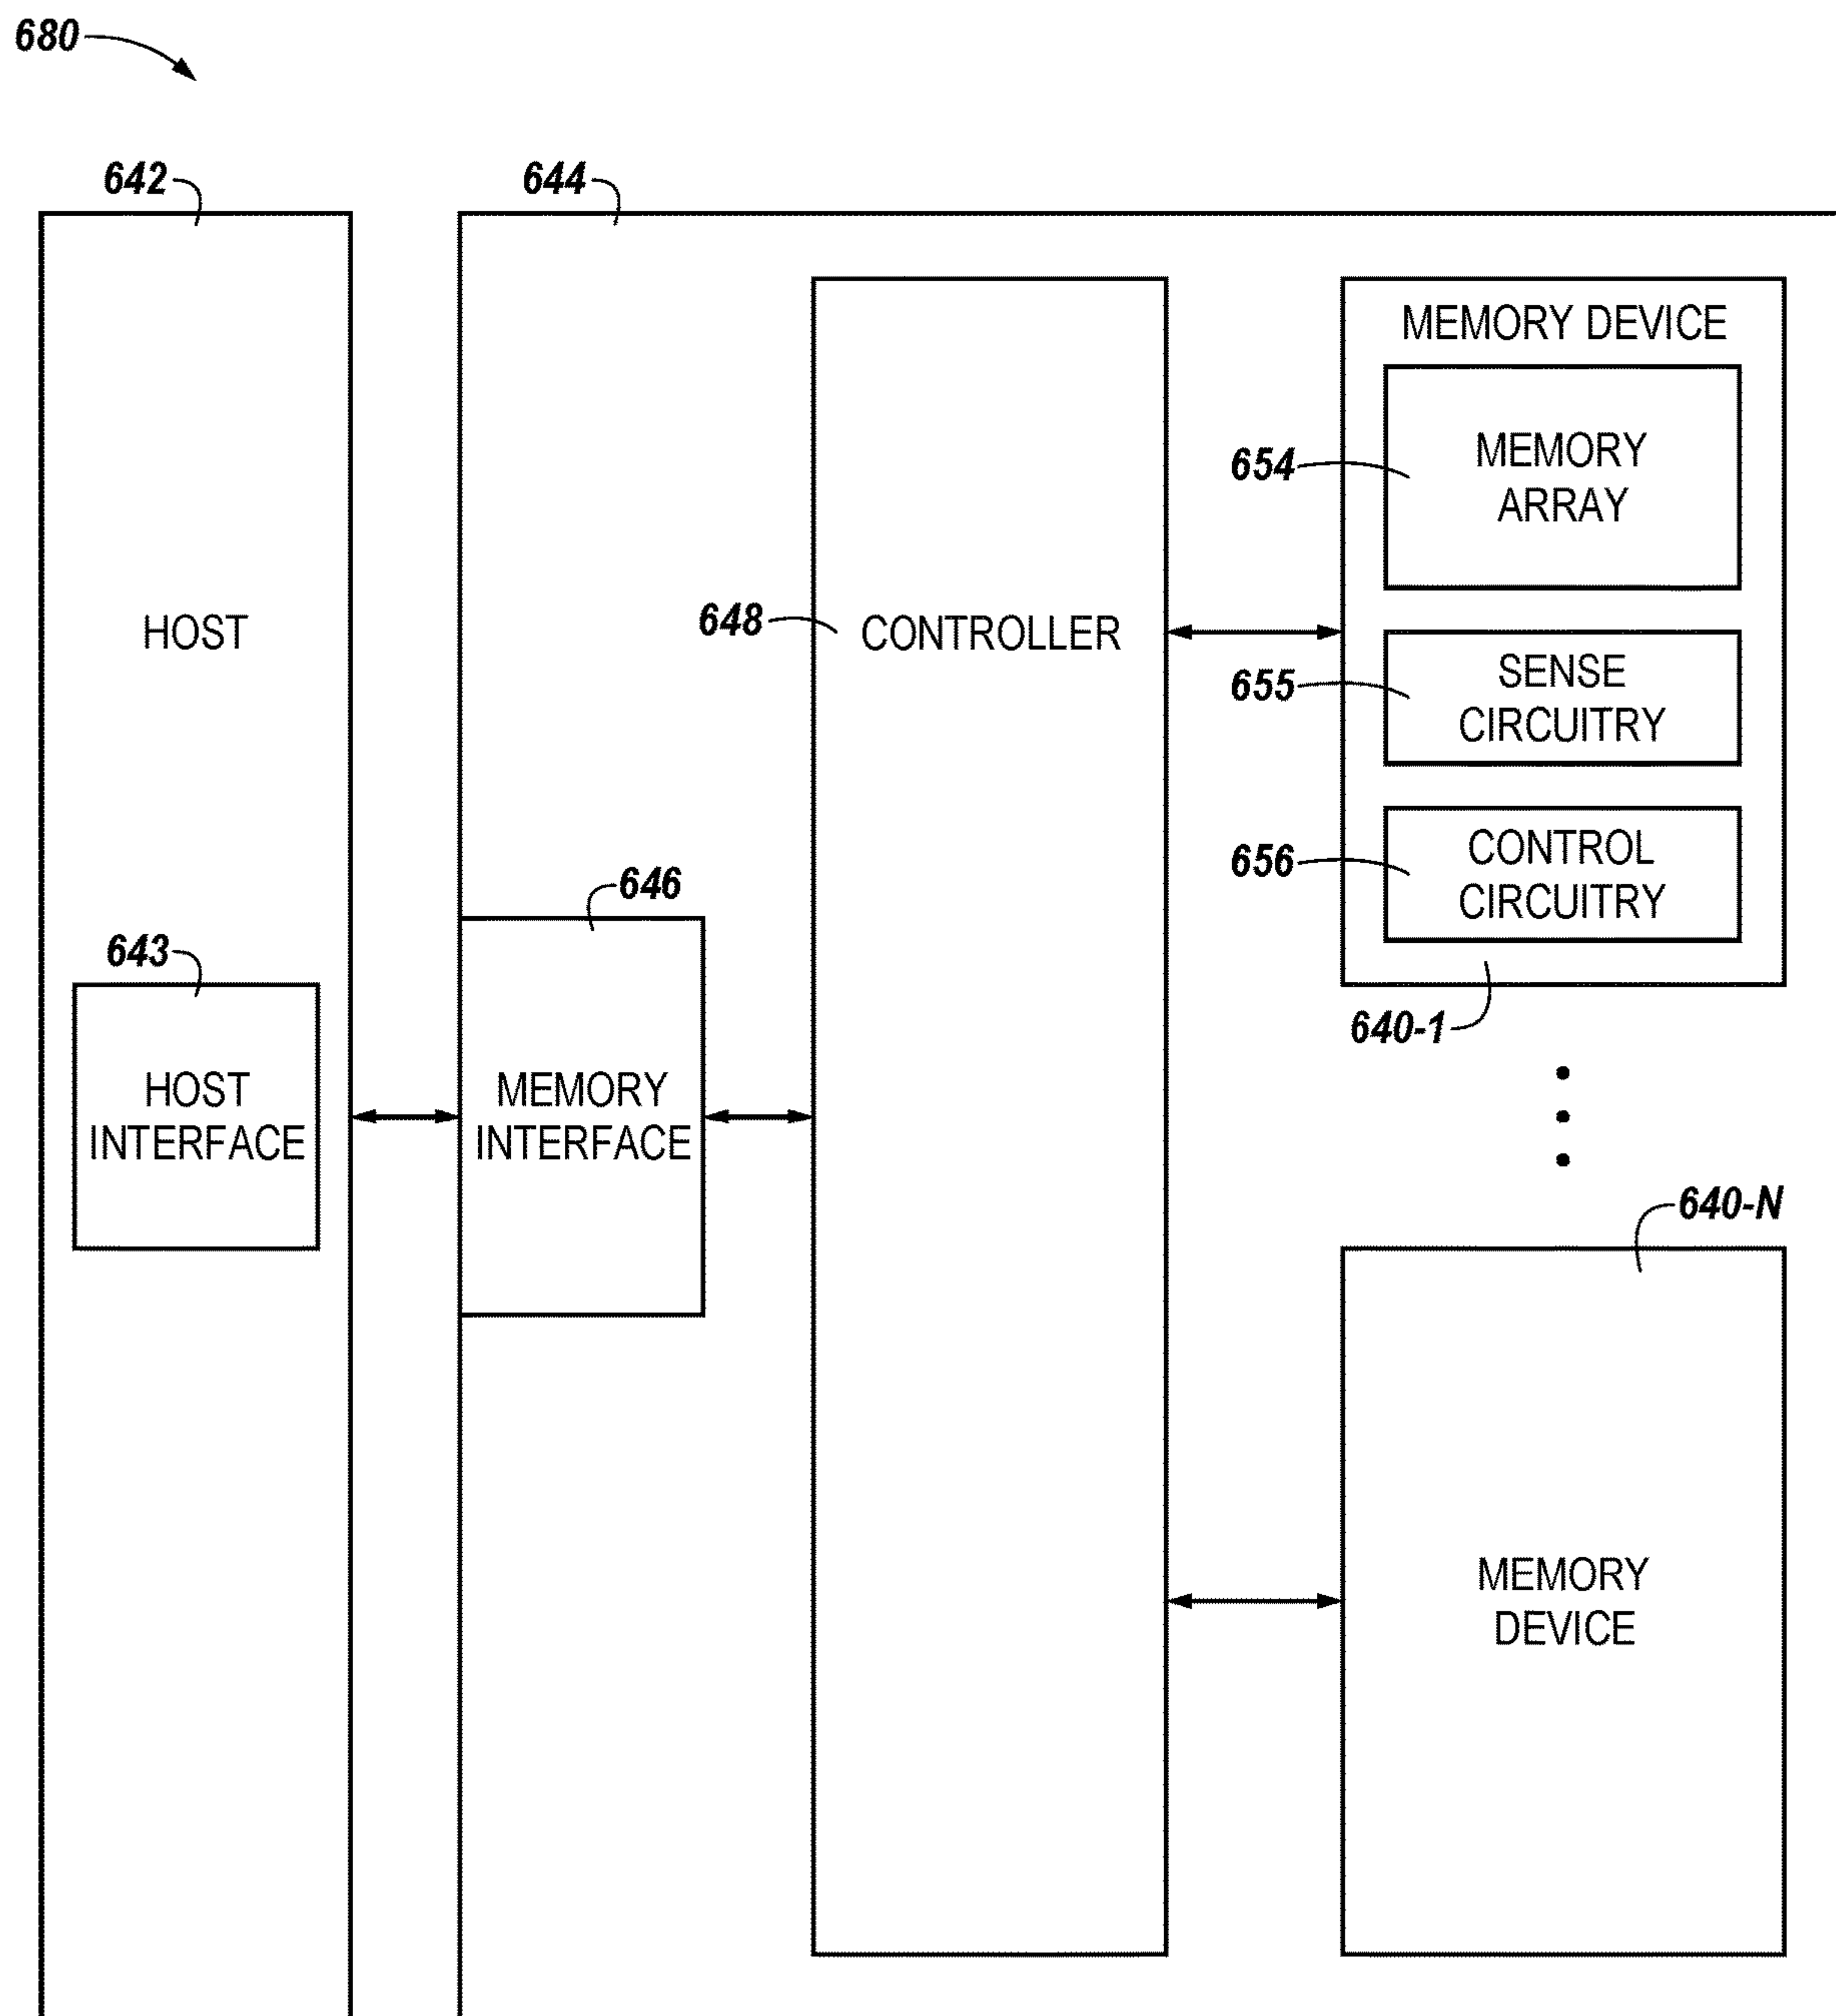 680
642
644
MEMORY DEVICE
654
MEMORY
ARRAY
HOST
648
CONTROLLER
655
SENSE
CIRCUITRY
656
CONTROL
CIRCUITRY
646
643
640-1
HOST
INTERFACE
MEMORY
INTERFACE
640-N
MEMORY
DEVICE